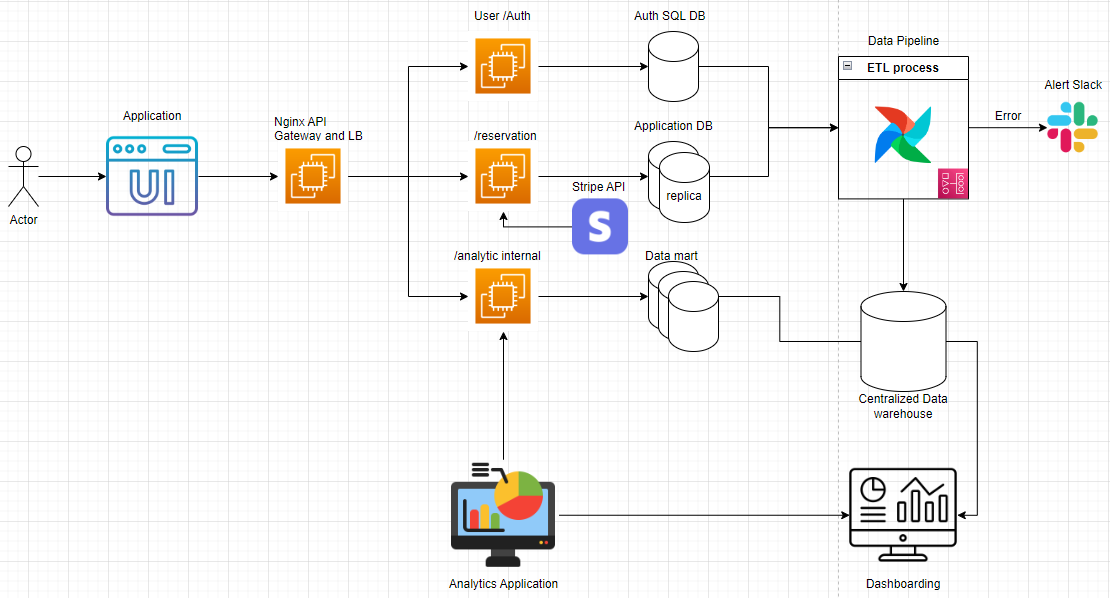 User /Auth
Auth SQL DB
Data Pipeline
ETL process
Alert Slack
Error
Application
UI
Nginx API
Gateway and LB
/reservation
Application DB
replica
Stripe API
S
Actor
/analytic internal
Data mart
Centralized Data
warehouse
Analytics Application
Dashboarding